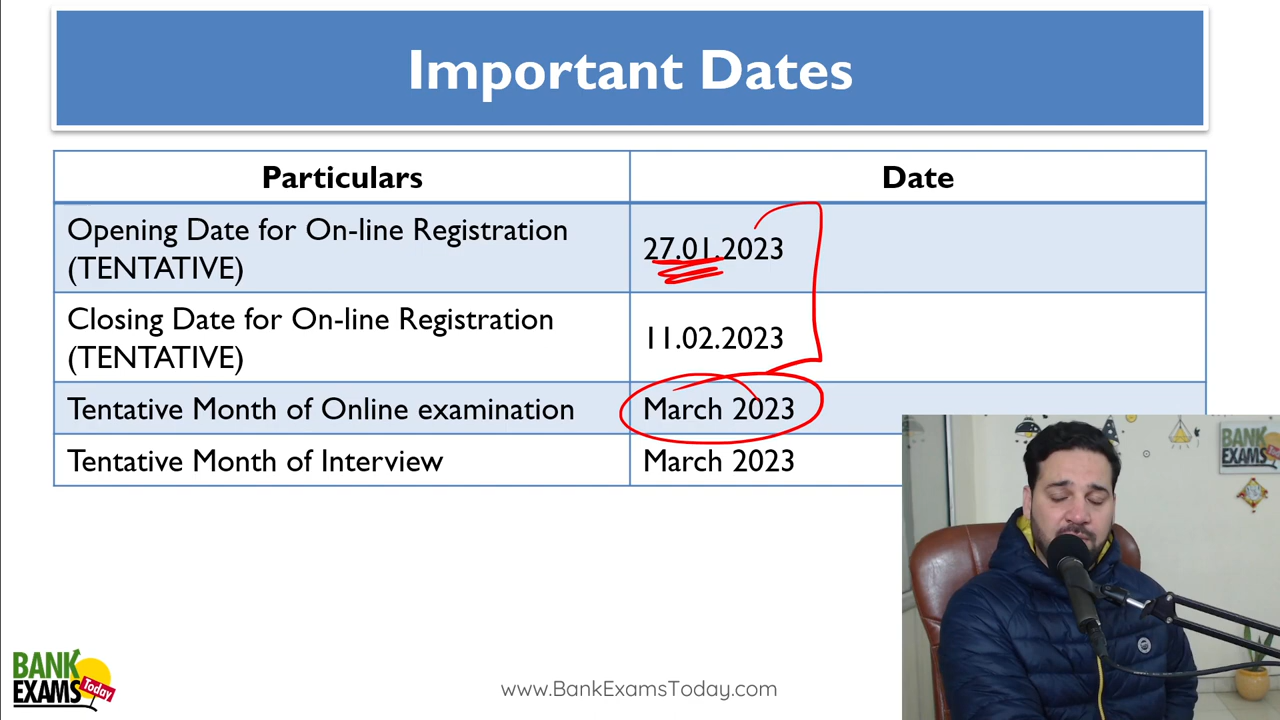 Important Dates
Particulars Date
Opening Date for On-line Registration
(TENTATIVE)
27.01.2023
Closing Date for On-line Registration
(TENTATIVE)
11.02.2023
Tentative Month of Online examination March 2023
Tentative Month of Interview March 2023
BANK
EXAMS
BANK
EXAMS
Today
www.BankExamsToday.com